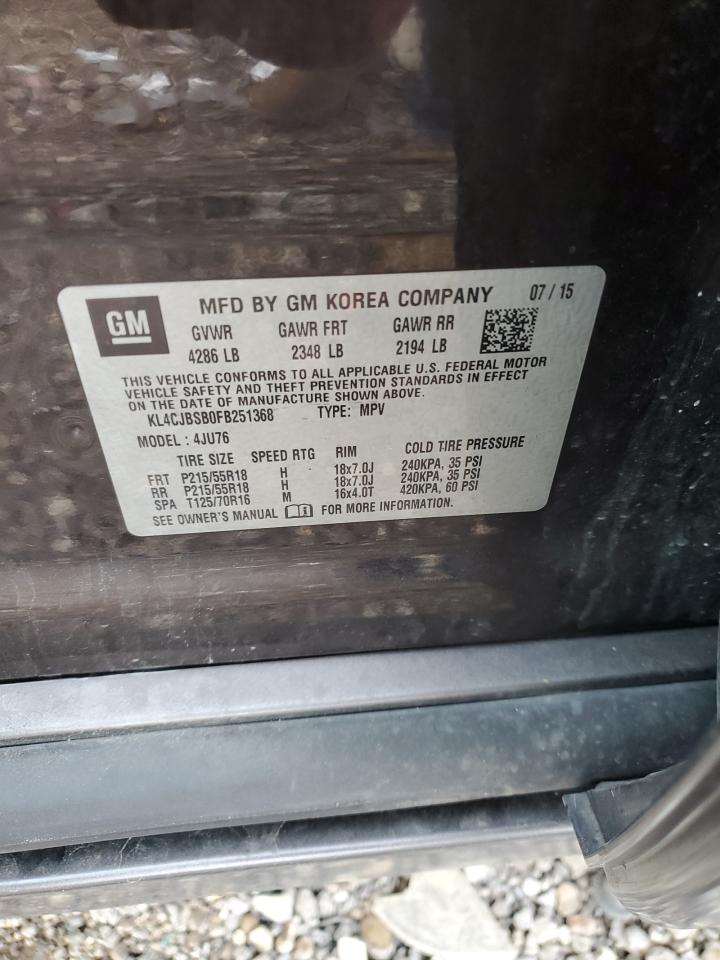 GM
MFD BY GM KOREA COMPANY 07 / 15
GVWR GAWR FRT GAWR RR
4286 LB 2348 LB 2194 LB
THIS VEHICLE CONFORMS TO ALL APPLICABLE U.S. FEDERAL MOTOR
VEHICLE SAFETY AND THEFT PREVENTION STANDARDS IN EFFECT
ON THE DATE OF MANUFACTURE SHOWN ABOVE.
KL4CJBSB0FB251368 TYPE: MPV
MODEL : 4JU76
TIRE SIZE SPEED RTG RIM COLD TIRE PRESSURE
FRT P215/55R18 H 18x7.0J 240KPA, 35 PSI
RR P215/55R18 H 18x7.0J 240KPA, 35 PSI
SPA T125/70R16 M 16x4.0T 420KPA, 60 PSI
SEE OWNER'S MANUAL i FOR MORE INFORMATION.